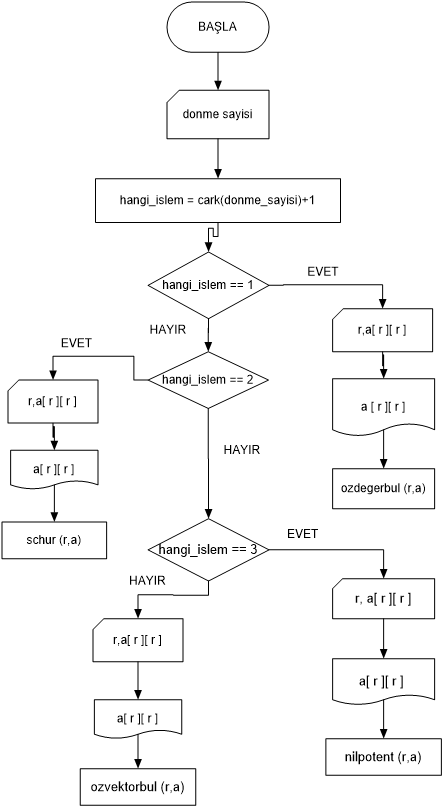 BAŞLA
donme sayisi
hangi_islem = cark(donme_sayisi)+1
hangi_islem == 1
EVET
HAYIR
r,a[ r ][ r ]
a [ r ][ r ]
ozdegerbul (r,a)
hangi_islem == 2
EVET
HAYIR
r,a[ r ][ r ]
a[ r ][ r ]
schur (r,a)
hangi_islem == 3
EVET
HAYIR
r, a[ r ][ r ]
a[ r ][ r ]
nilpotent (r,a)
r,a[ r ][ r ]
a[ r ][ r ]
ozvektorbul (r,a)